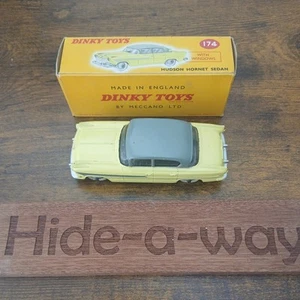 DINKY TOYS
174
HUDSON HORNET SEDAN
MADE IN ENGLAND
DINKY TOYS
BY MECCANO LTD
Hide-a-way